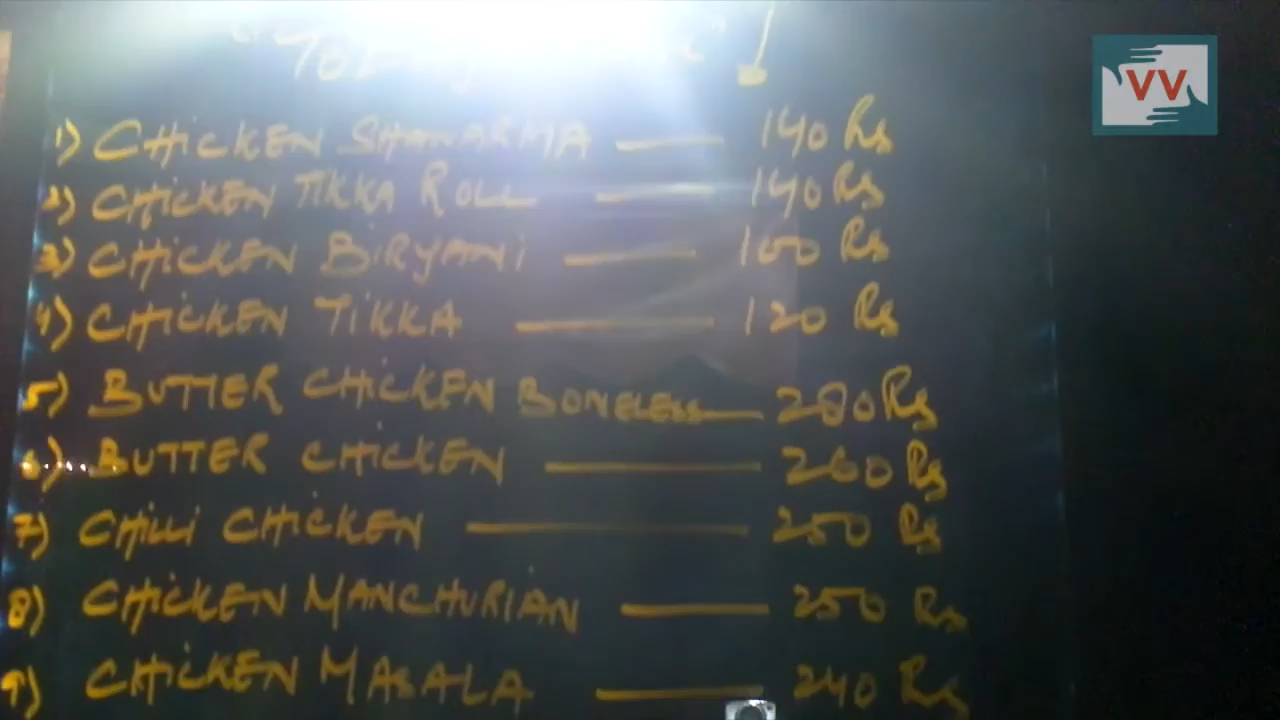 VV
1) CHICKEN SHAWARMA — 140 Rs
2) CHICKEN TIKKA ROLL — 140 Rs
3) CHICKEN BIRYANI — 100 Rs
4) CHICKEN TIKKA — 120 Rs
5) BUTTER CHICKEN BONELESS — 280 Rs
6) BUTTER CHICKEN — 260 Rs
7) CHILLI CHICKEN — 250 Rs
8) CHICKEN MANCHURIAN — 250 Rs
9) CHICKEN MASALA — 240 Rs